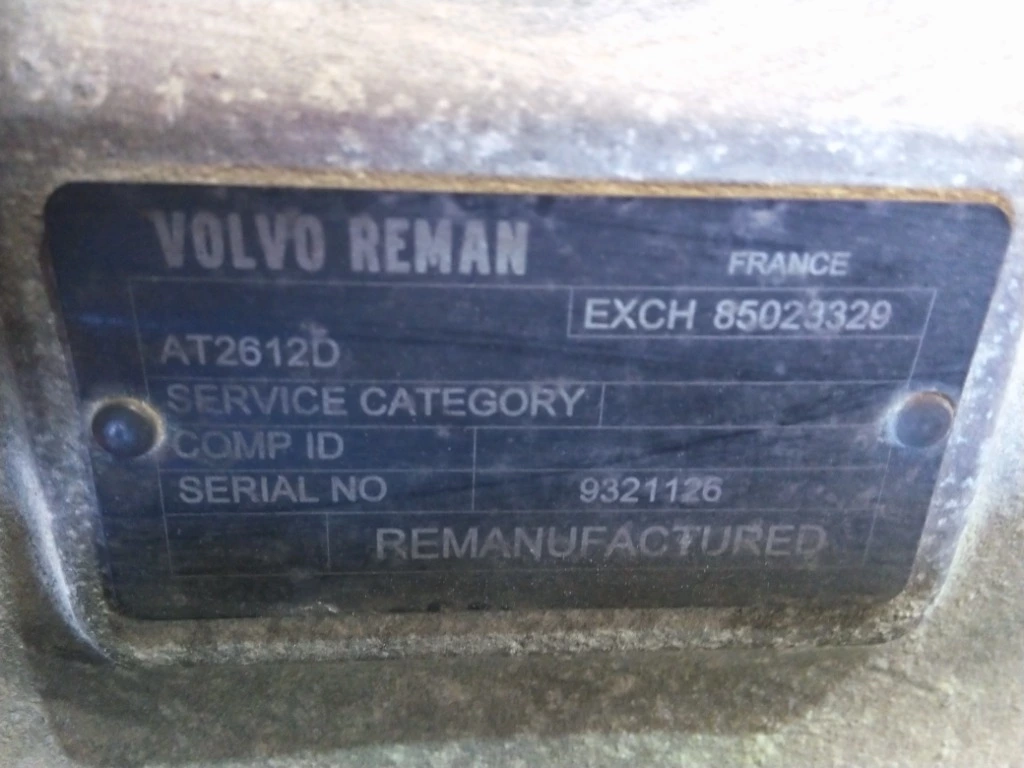 VOLVO REMAN
FRANCE
EXCH 85023329
AT2612D
SERVICE CATEGORY
COMP ID
SERIAL NO 9321126
REMANUFACTURED